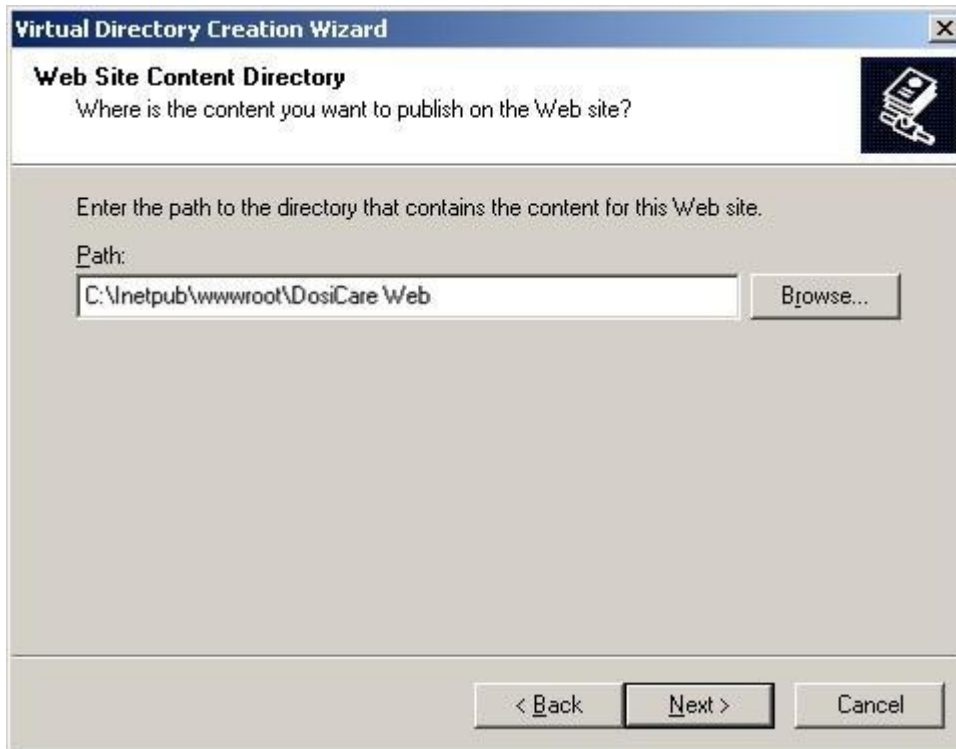 Virtual Directory Creation Wizard
Web Site Content Directory
Where is the content you want to publish on the Web site?
Enter the path to the directory that contains the content for this Web site.
Path:
C:\Inetpub\wwwroot\DosiCare Web
Browse...
< Back
Next >
Cancel